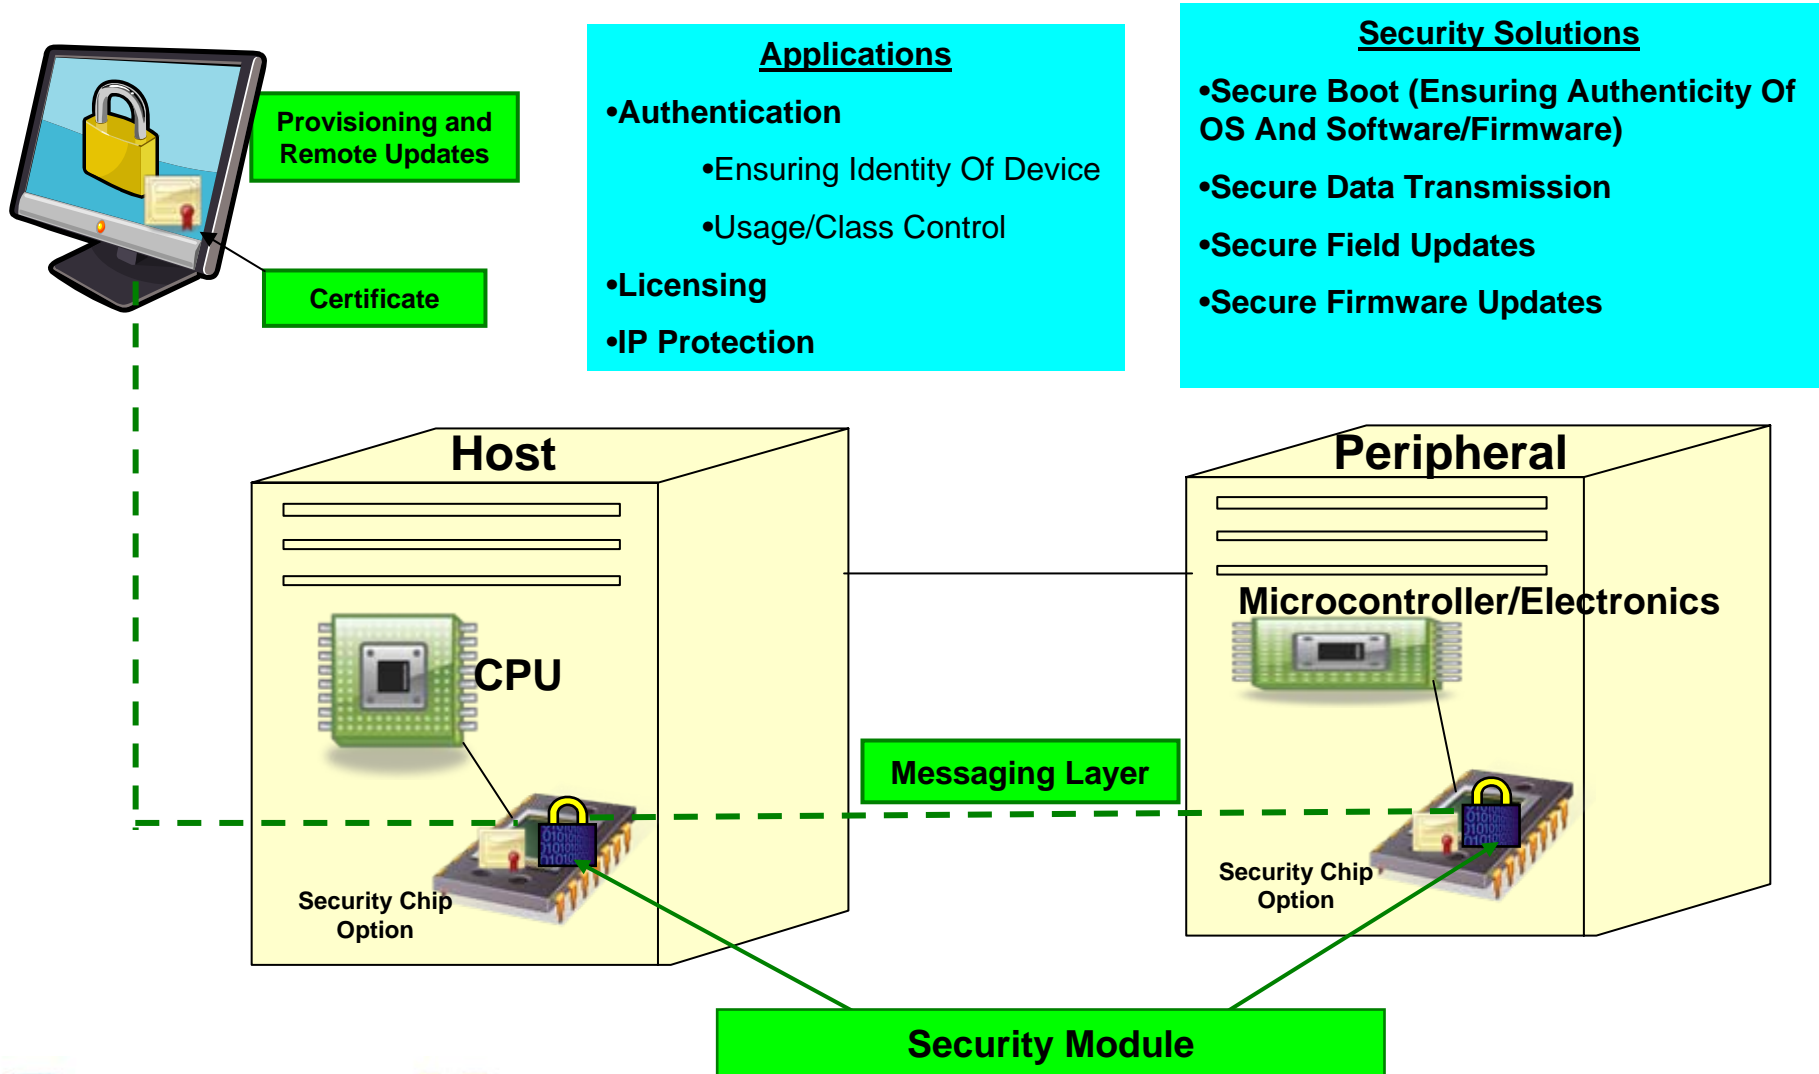 Provisioning and
Remote Updates
Certificate
Applications
•Authentication
•Ensuring Identity Of Device
•Usage/Class Control
•Licensing
•IP Protection
Security Solutions
•Secure Boot (Ensuring Authenticity Of
OS And Software/Firmware)
•Secure Data Transmission
•Secure Field Updates
•Secure Firmware Updates
Host
CPU
Security Chip
Option
Messaging Layer
Peripheral
Microcontroller/Electronics
Security Chip
Option
Security Module